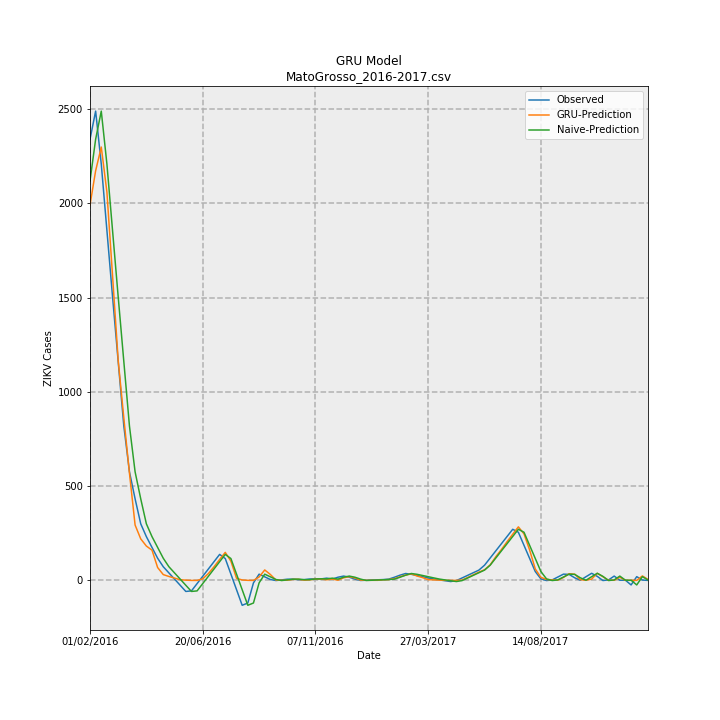 GRU Model
MatoGrosso_2016-2017.csv
Observed
GRU-Prediction
Naive-Prediction
2500
2000
1500
1000
500
0
ZIKV Cases
01/02/2016
20/06/2016
07/11/2016
27/03/2017
14/08/2017
Date